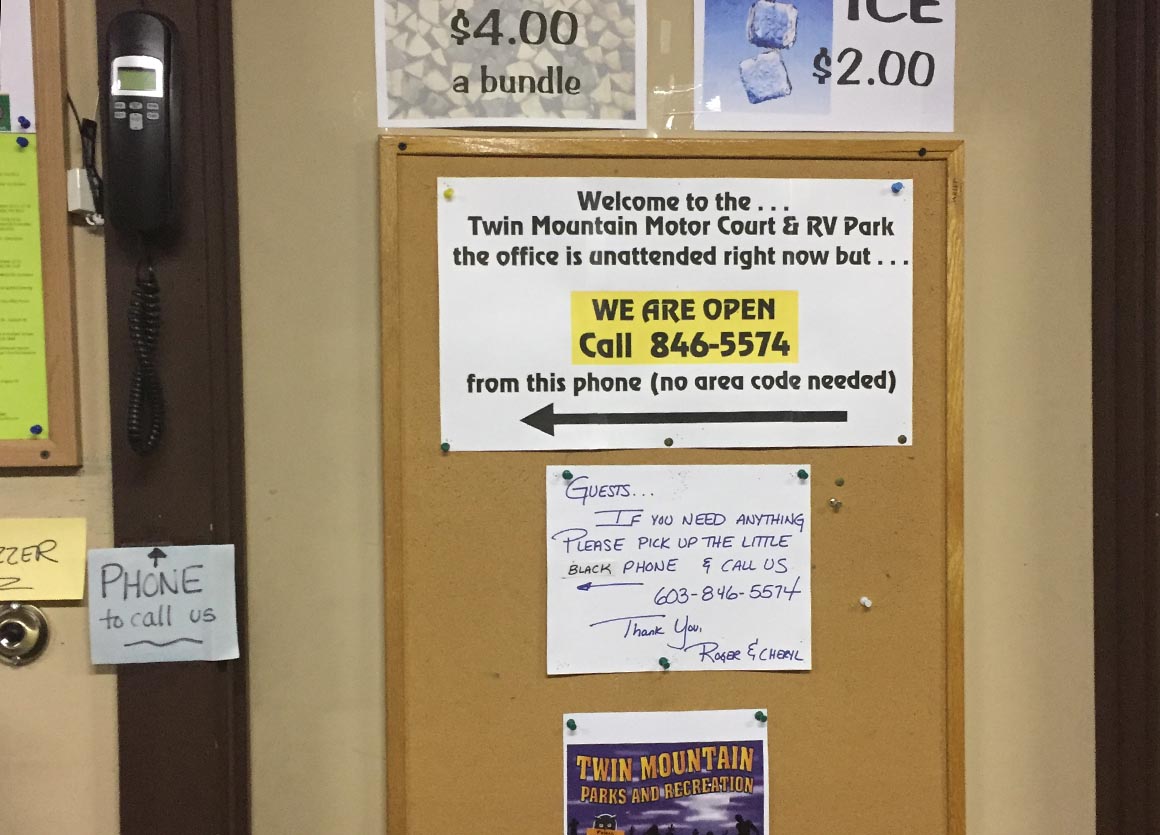 $4.00
a bundle
ICE
$2.00
Welcome to the . . .
Twin Mountain Motor Court & RV Park
the office is unattended right now but . . .
WE ARE OPEN
Call 846-5574
from this phone (no area code needed)
GUESTS...
IF YOU NEED ANYTHING
PLEASE PICK UP THE LITTLE
BLACK PHONE & CALL US
603-846-5574
Thank You,
ROGER & CHERYL
ZZER
PHONE
to call us
TWIN MOUNTAIN
PARKS AND RECREATION